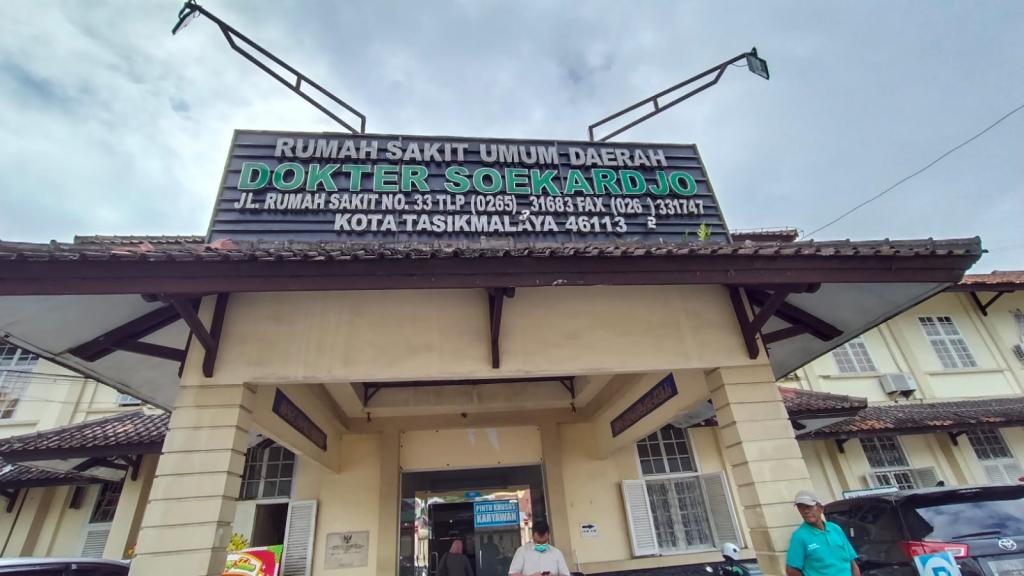 RUMAH SAKIT UMUM DAERAH
DOKTER SOEKARDJO
JL. RUMAH SAKIT NO. 33 TLP (0265) 31683 FAX (026 ) 331747
KOTA TASIKMALAYA 46113
PINTU KHUSUS
KARYAWAN